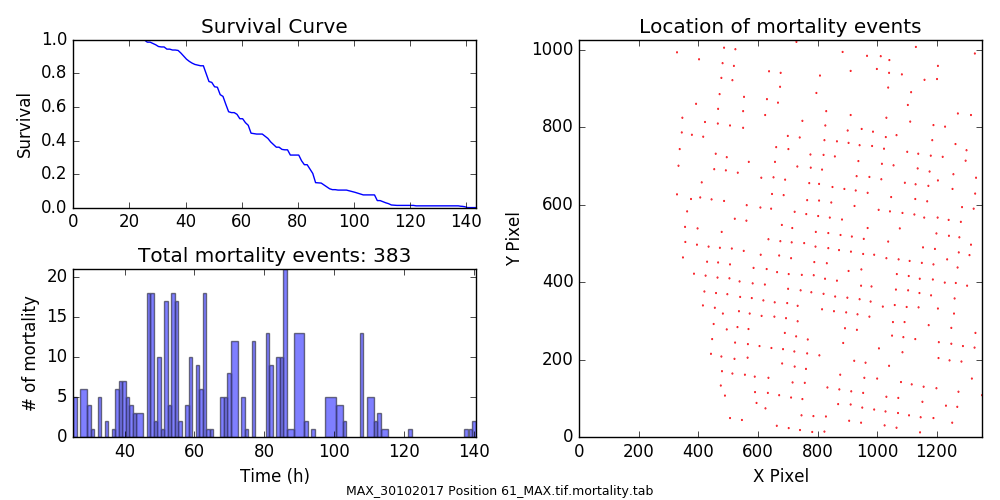 Survival Curve
Survival
1.0
0.8
0.6
0.4
0.2
0.0
0 20 40 60 80 100 120 140
Total mortality events: 383
# of mortality
20
15
10
5
0
40 60 80 100 120 140
Time (h)
Location of mortality events
Y Pixel
1000
800
600
400
200
0
0 200 400 600 800 1000 1200
X Pixel
MAX_30102017 Position 61_MAX.tif.mortality.tab